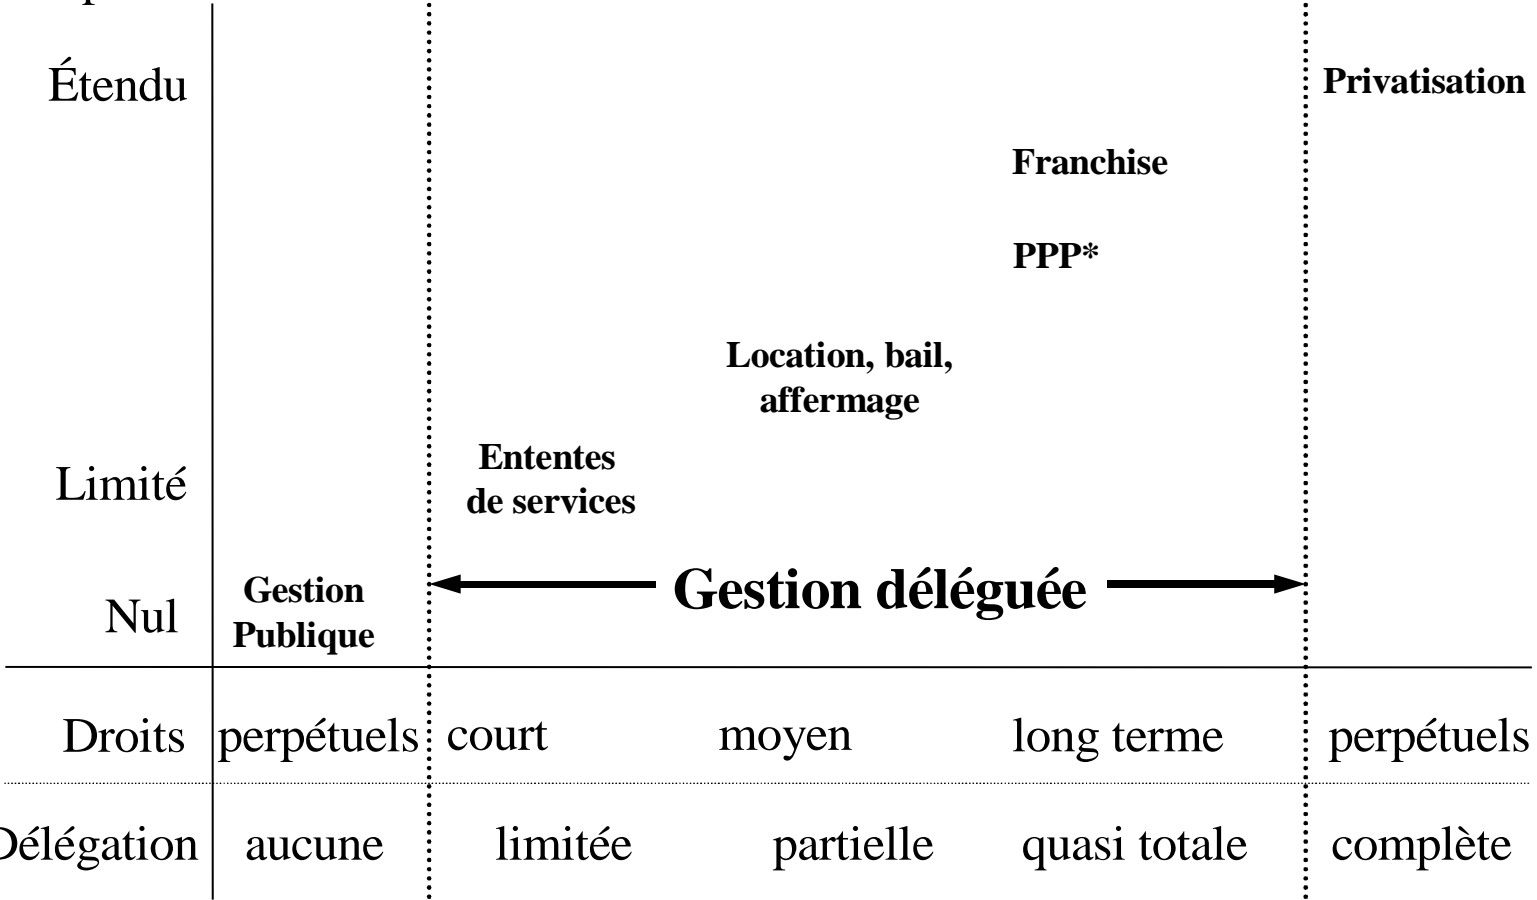 Étendu
Privatisation
Franchise
PPP*
Location, bail,
affermage
Ententes
de services
Limité
Gestion déléguée
Gestion
Publique
Nul
Droits perpétuels court moyen long terme perpétuels
Délégation aucune limitée partielle quasi totale complète